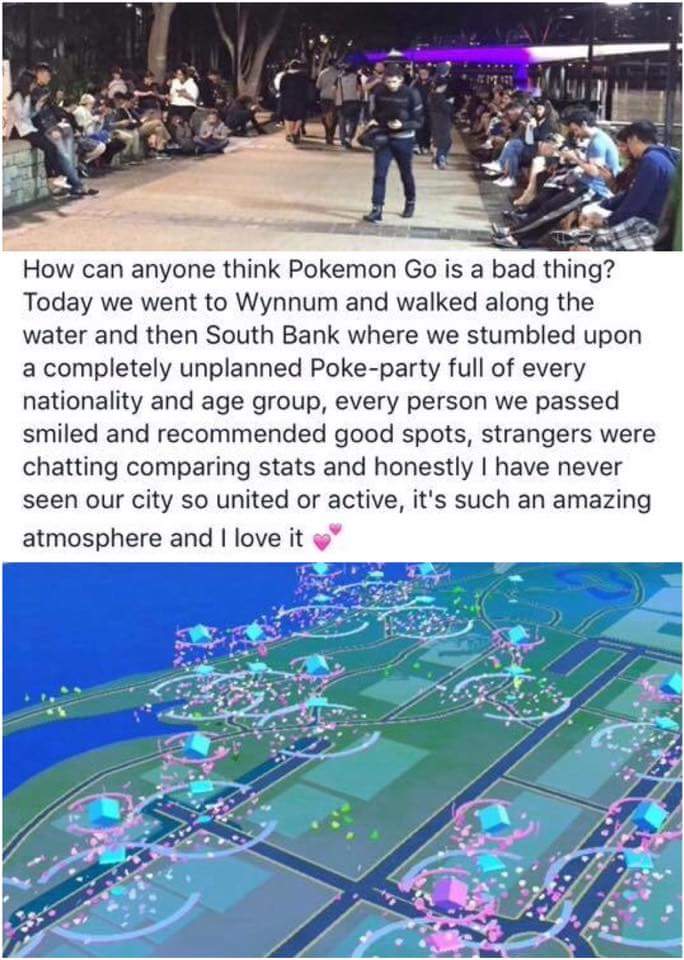 How can anyone think Pokemon Go is a bad thing?
Today we went to Wynnum and walked along the
water and then South Bank where we stumbled upon
a completely unplanned Poke-party full of every
nationality and age group, every person we passed
smiled and recommended good spots, strangers were
chatting comparing stats and honestly I have never
seen our city so united or active, it's such an amazing
atmosphere and I love it 💕